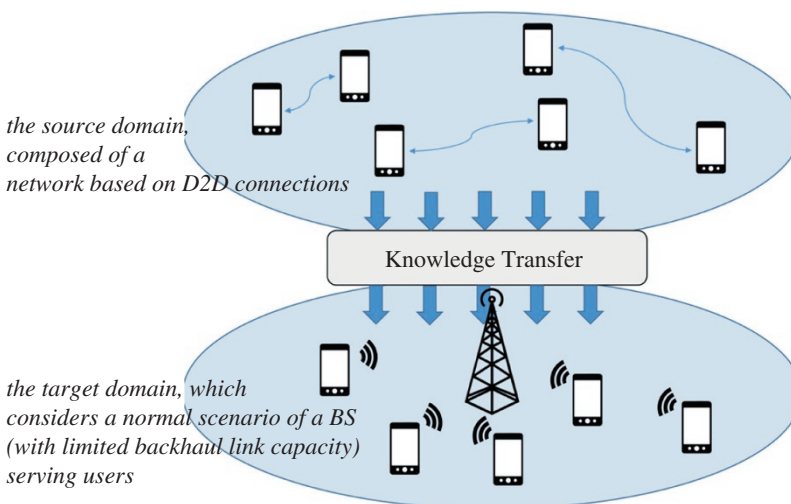 the source domain,
composed of a
network based on D2D connections
Knowledge Transfer
the target domain, which
considers a normal scenario of a BS
(with limited backhaul link capacity)
serving users